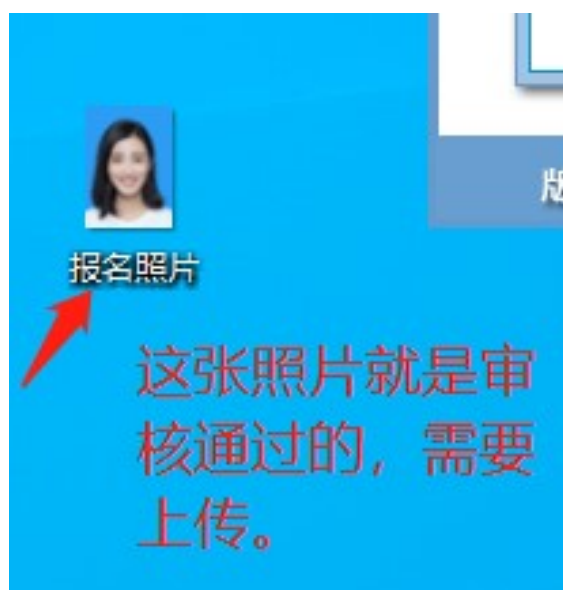 版
报名照片
这张照片就是审
核通过的，需要
上传。